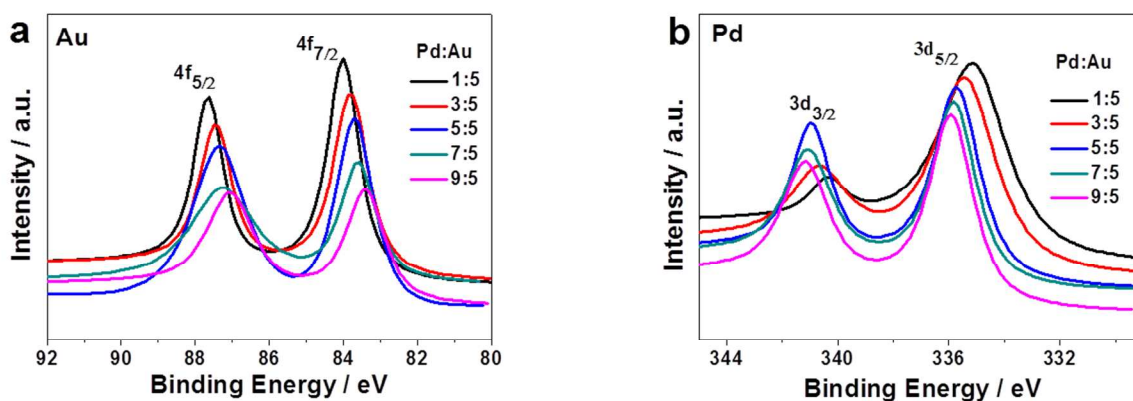 a
Au
4f5/2
4f7/2
Pd:Au
1:5
3:5
5:5
7:5
9:5
Intensity / a.u.
92 90 88 86 84 82 80
Binding Energy / eV
b
Pd
3d3/2
3d5/2
Pd:Au
1:5
3:5
5:5
7:5
9:5
Intensity / a.u.
344 340 336 332
Binding Energy / eV